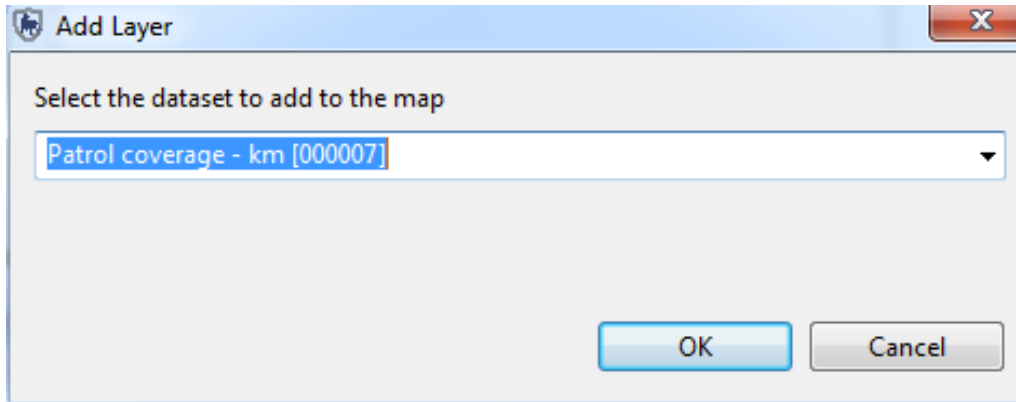 Add Layer
Select the dataset to add to the map
Patrol coverage - km [000007]
OK Cancel